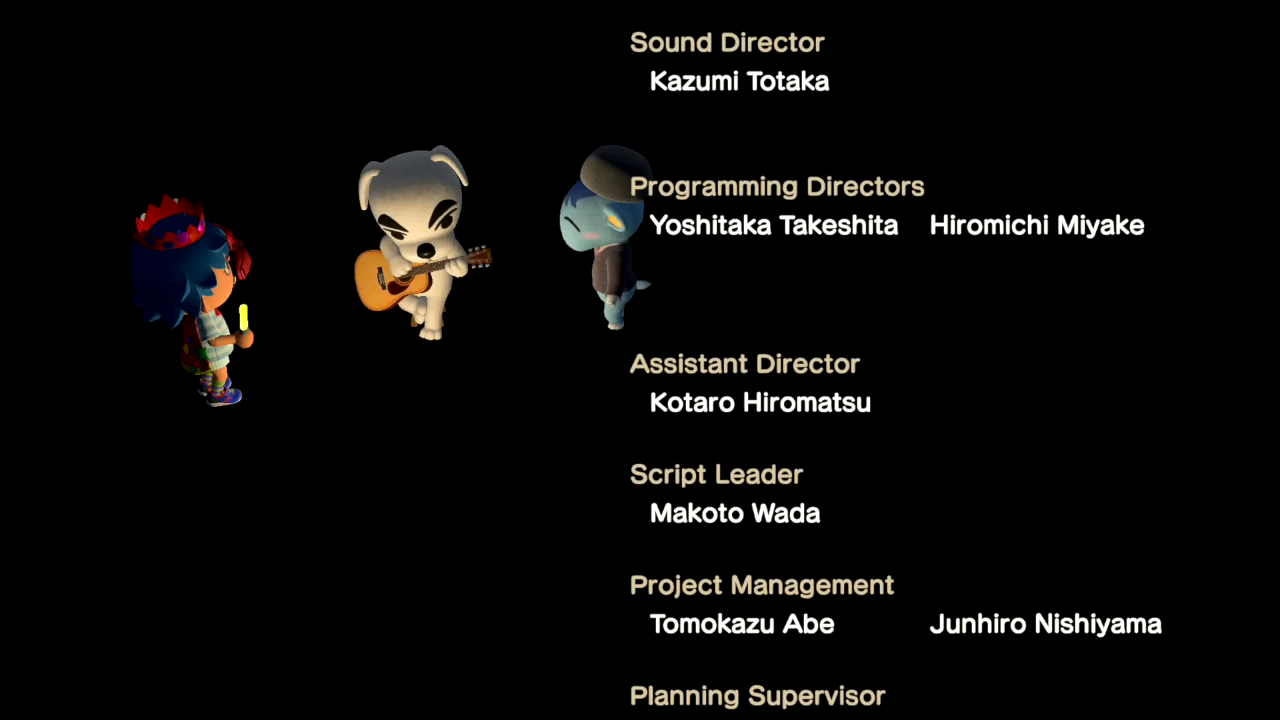 Sound Director
Kazumi Totaka
Programming Directors
Yoshitaka Takeshita Hiromichi Miyake
Assistant Director
Kotaro Hiromatsu
Script Leader
Makoto Wada
Project Management
Tomokazu Abe Junhiro Nishiyama
Planning Supervisor